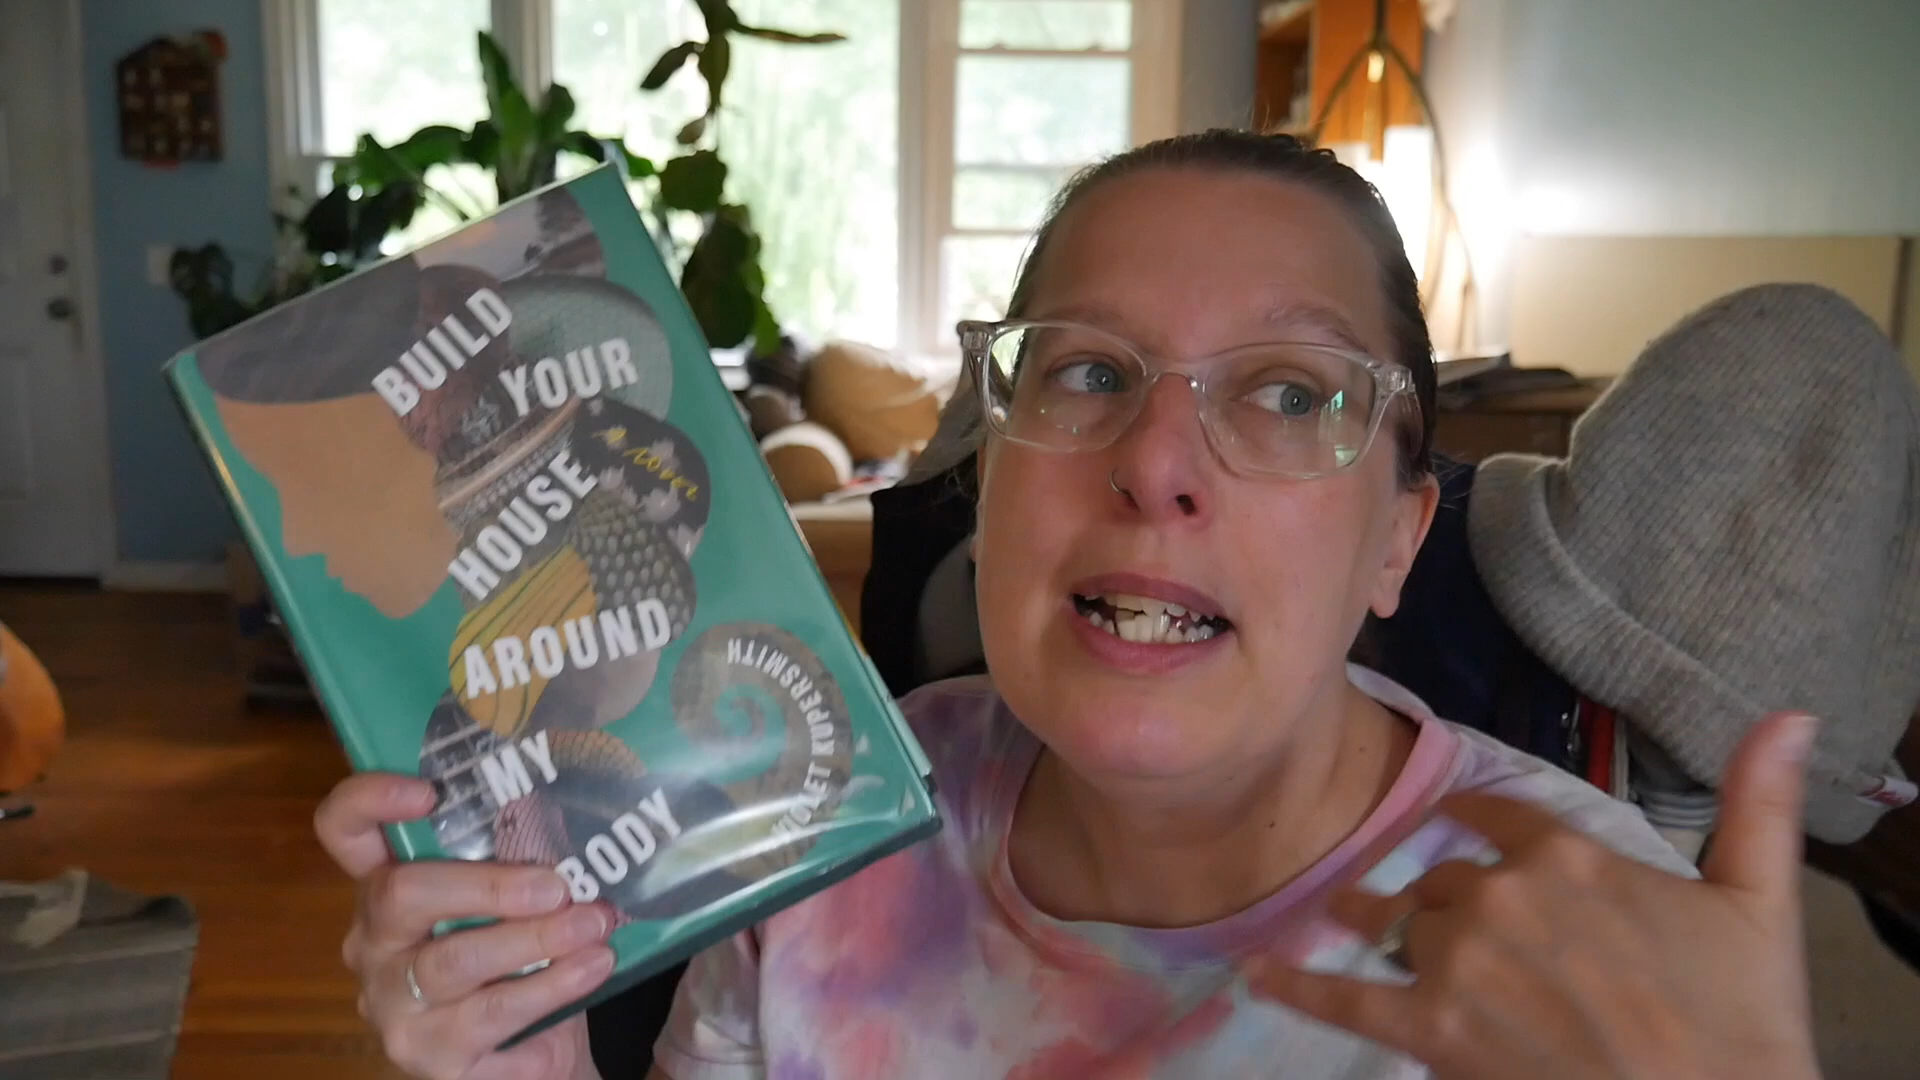 BUILD
YOUR
A NOVEL
HOUSE
AROUND
MY
BODY
VIOLET KUPERSMITH